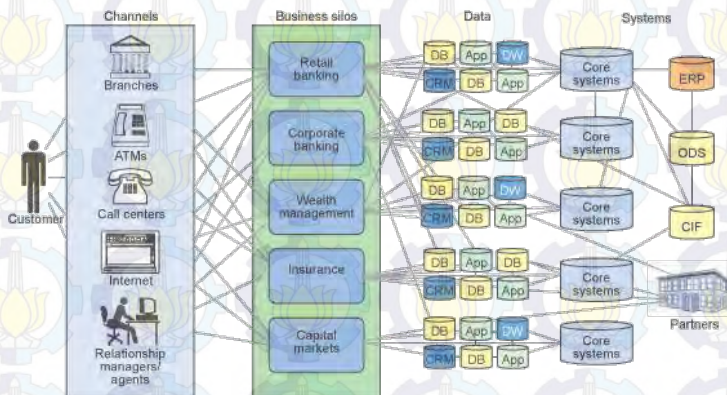 Channels
Business silos
Data
Systems
Branches
ATMs
Call centers
Internet
Relationship
managers/
agents
Customer
Retail
banking
Corporate
banking
Wealth
management
Insurance
Capital
markets
DB App DW
CRM DB App
DB App DB
CRM DB App
DB App DW
CRM DB App
DB App DB
CRM DB App
DB App DW
CRM DB App
Core
systems
Core
systems
Core
systems
Core
systems
Core
systems
ERP
ODS
CIF
Partners